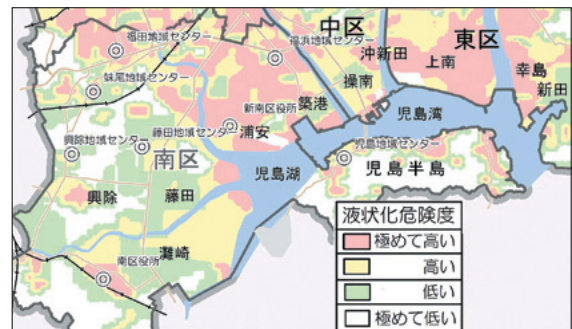 中区
東区
福田地域センター
福浜地域センター
沖新田
上南
幸島
新田
妹尾地域センター
操南
築港
新南区役所
浦安
児島湾
興除地域センター
藤田地域センター
児島地域センター
南区
児島湖
児島半島
興除
藤田
灘崎
南区役所
液状化危険度
極めて高い
高い
低い
極めて低い